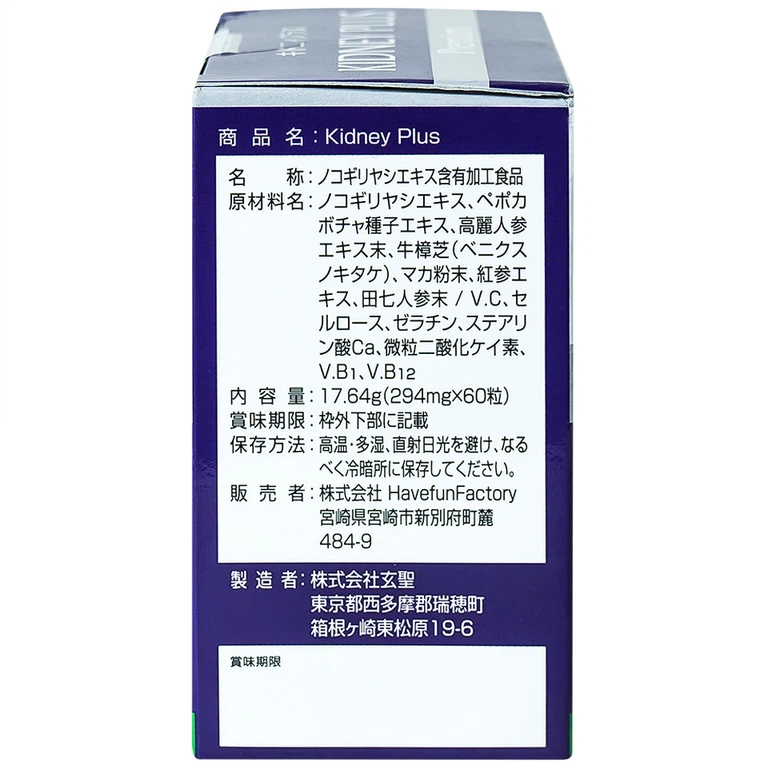 キドニープラス
KIDNEY PLUS
Premium
商品名：Kidney Plus
名称：ノコギリヤシエキス含有加工食品
原材料名：ノコギリヤシエキス、ペポカ
ボチャ種子エキス、高麗人参
エキス末、牛樟芝（ベニクス
ノキタケ）、マカ粉末、紅参エ
キス、田七人参末 / V.C、セ
ルロース、ゼラチン、ステアリ
ン酸Ca、微粒二酸化ケイ素、
V.B1、V.B12
内容量：17.64g(294mg×60粒)
賞味期限：枠外下部に記載
保存方法：高温・多湿、直射日光を避け、なる
べく冷暗所に保存してください。
販売者：株式会社 HavefunFactory
宮崎県宮崎市新別府町麓
484-9
製造者：株式会社玄聖
東京都西多摩郡瑞穂町
箱根ヶ崎東松原19-6
賞味期限